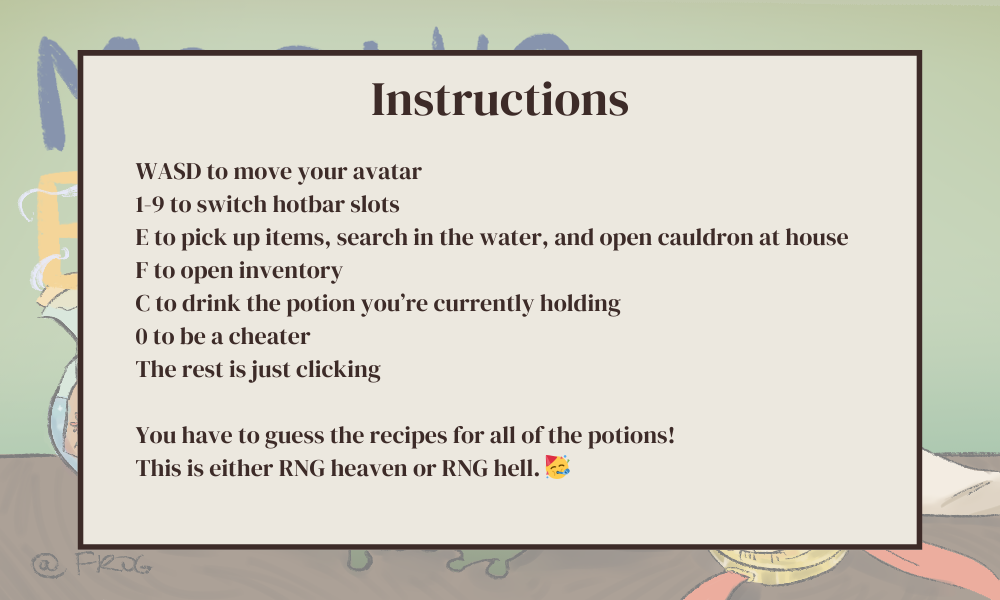 Instructions
WASD to move your avatar
1-9 to switch hotbar slots
E to pick up items, search in the water, and open cauldron at house
F to open inventory
C to drink the potion you're currently holding
0 to be a cheater
The rest is just clicking
You have to guess the recipes for all of the potions!
This is either RNG heaven or RNG hell. 🥳
@ FROG